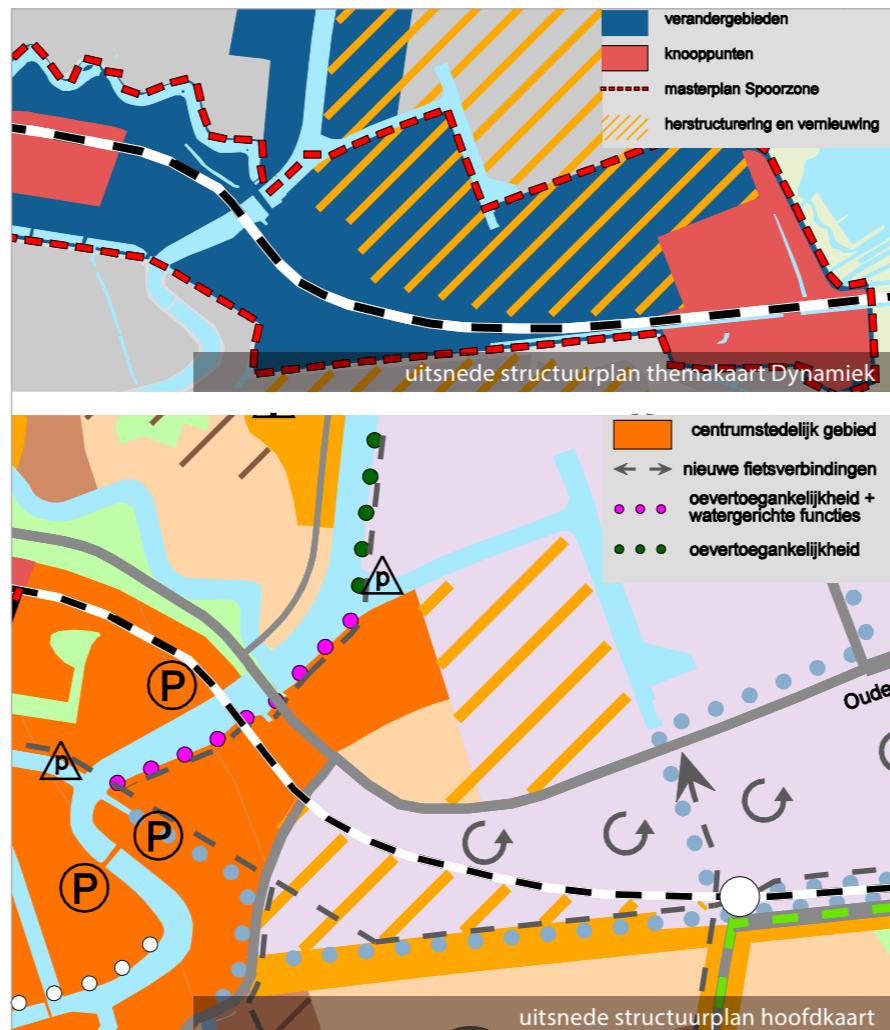 verandergebieden
knooppunten
masterplan Spoorzone
herstructurering en vernieuwing
uitsnede structuurplan themakaart Dynamiek
centrumstedelijk gebied
nieuwe fietsverbindingen
oevertoegankelijkheid +
watergerichte functies
oevertoegankelijkheid
p
P
Oude
p
P
P
uitsnede structuurplan hoofdkaart